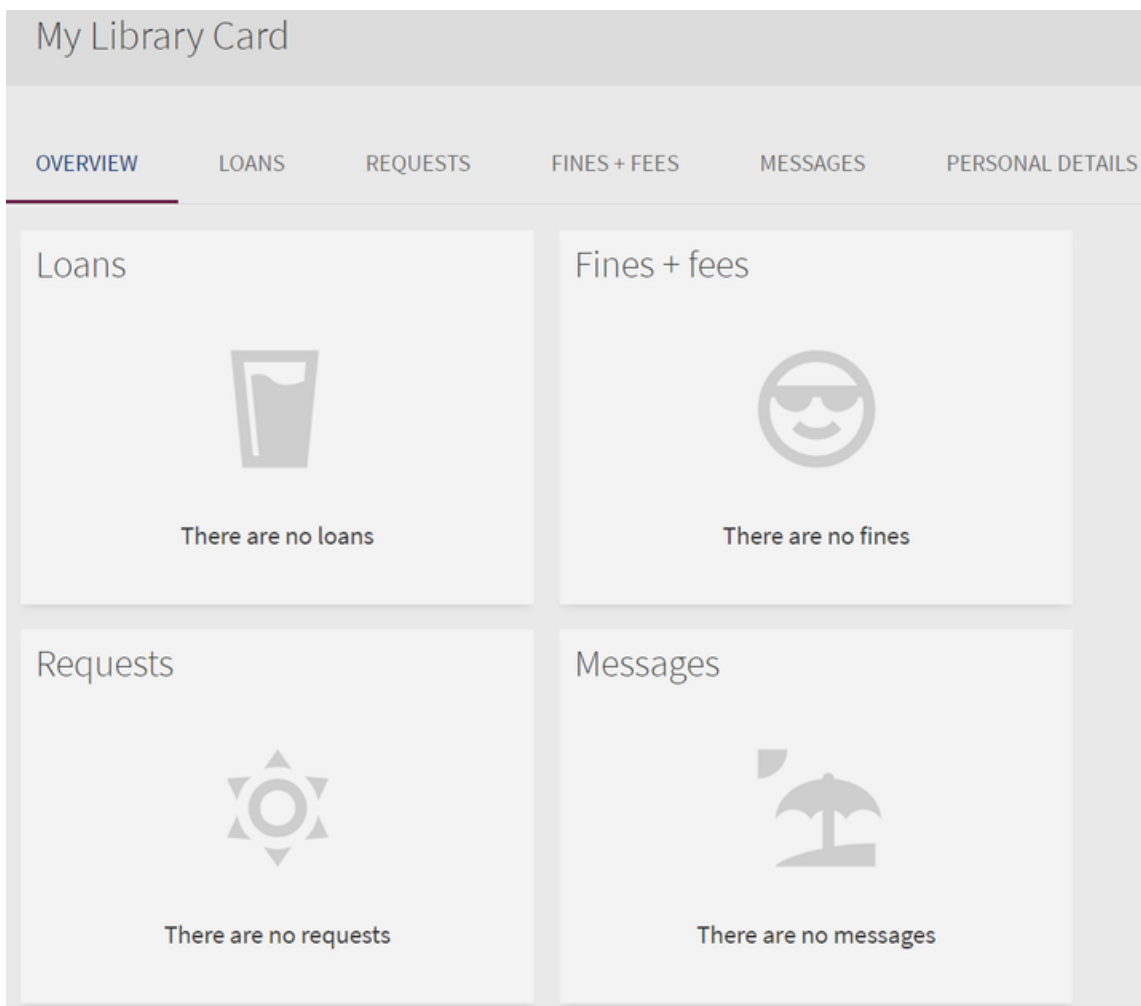 My Library Card
OVERVIEW LOANS REQUESTS FINES + FEES MESSAGES PERSONAL DETAILS
Loans
There are no loans
Fines + fees
There are no fines
Requests
There are no requests
Messages
There are no messages